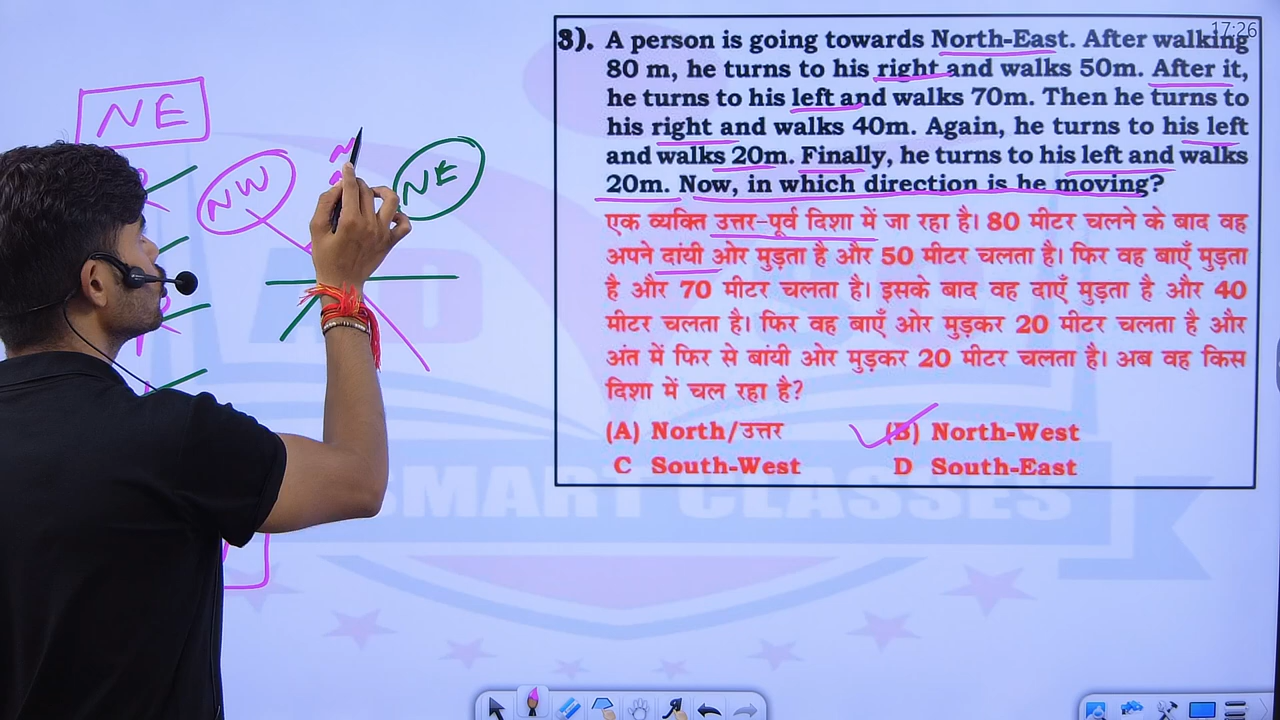 17:26
3). A person is going towards North-East. After walking
80 m, he turns to his right and walks 50m. After it,
he turns to his left and walks 70m. Then he turns to
his right and walks 40m. Again, he turns to his left
and walks 20m. Finally, he turns to his left and walks
20m. Now, in which direction is he moving?
एक व्यक्ति उत्तर-पूर्व दिशा में जा रहा है। 80 मीटर चलने के बाद वह
अपने दांयी ओर मुड़ता है और 50 मीटर चलता है। फिर वह बाएँ मुड़ता
है और 70 मीटर चलता है। इसके बाद वह दाएँ मुड़ता है और 40
मीटर चलता है। फिर वह बाएँ ओर मुड़कर 20 मीटर चलता है और
अंत में फिर से बांयी ओर मुड़कर 20 मीटर चलता है। अब वह किस
दिशा में चल रहा है?
(A) North/उत्तर (B) North-West
C South-West D South-East
NE
NW
NE
SMART CLASSES